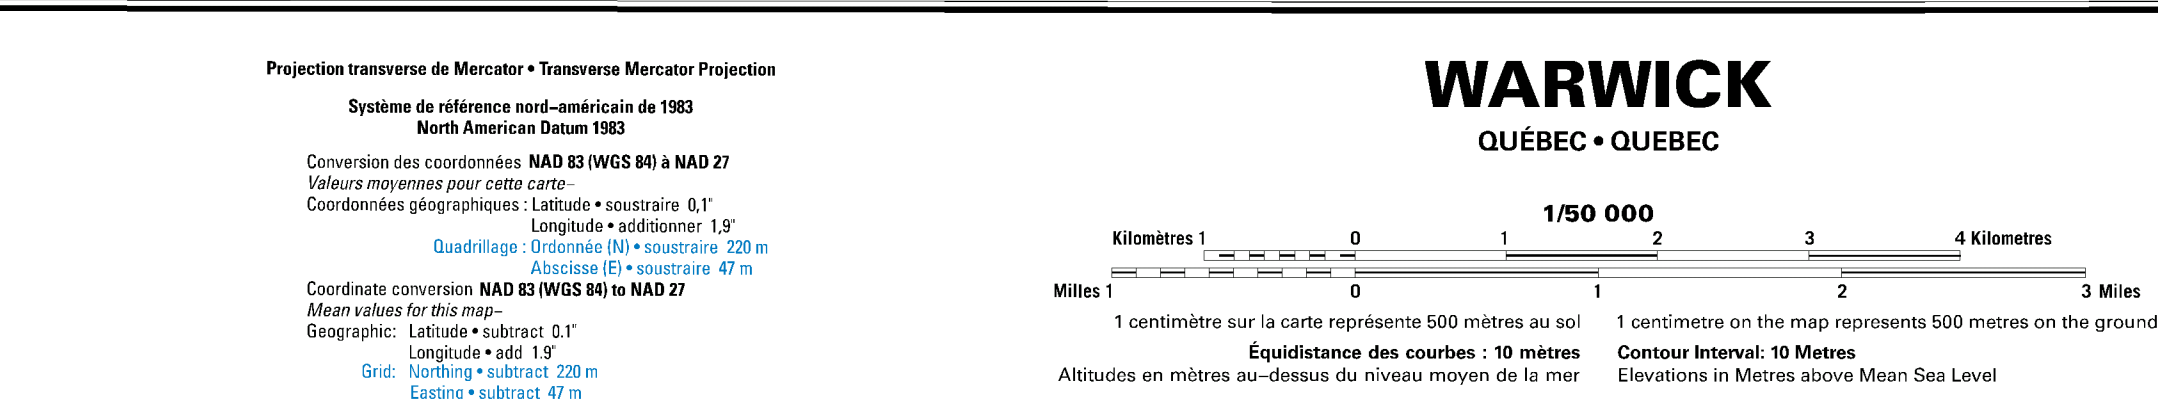 Projection transverse de Mercator • Transverse Mercator Projection
Système de référence nord–américain de 1983
North American Datum 1983
Conversion des coordonnées NAD 83 (WGS 84) à NAD 27
Valeurs moyennes pour cette carte–
Coordonnées géographiques : Latitude • soustraire 0,1"
Longitude • additionner 1,9"
Quadrillage : Ordonnée (N) • soustraire 220 m
Abscisse (E) • soustraire 47 m
Coordinate conversion NAD 83 (WGS 84) to NAD 27
Mean values for this map–
Geographic: Latitude • subtract 0.1"
Longitude • add 1.9"
Grid: Northing • subtract 220 m
Easting • subtract 47 m
WARWICK
QUÉBEC • QUEBEC
1/50 000
Kilomètres 1 0 1 2 3 4 Kilometres
Milles 1 0 1 2 3 Miles
1 centimètre sur la carte représente 500 mètres au sol
1 centimetre on the map represents 500 metres on the ground
Équidistance des courbes : 10 mètres
Contour Interval: 10 Metres
Altitudes en mètres au–dessus du niveau moyen de la mer
Elevations in Metres above Mean Sea Level